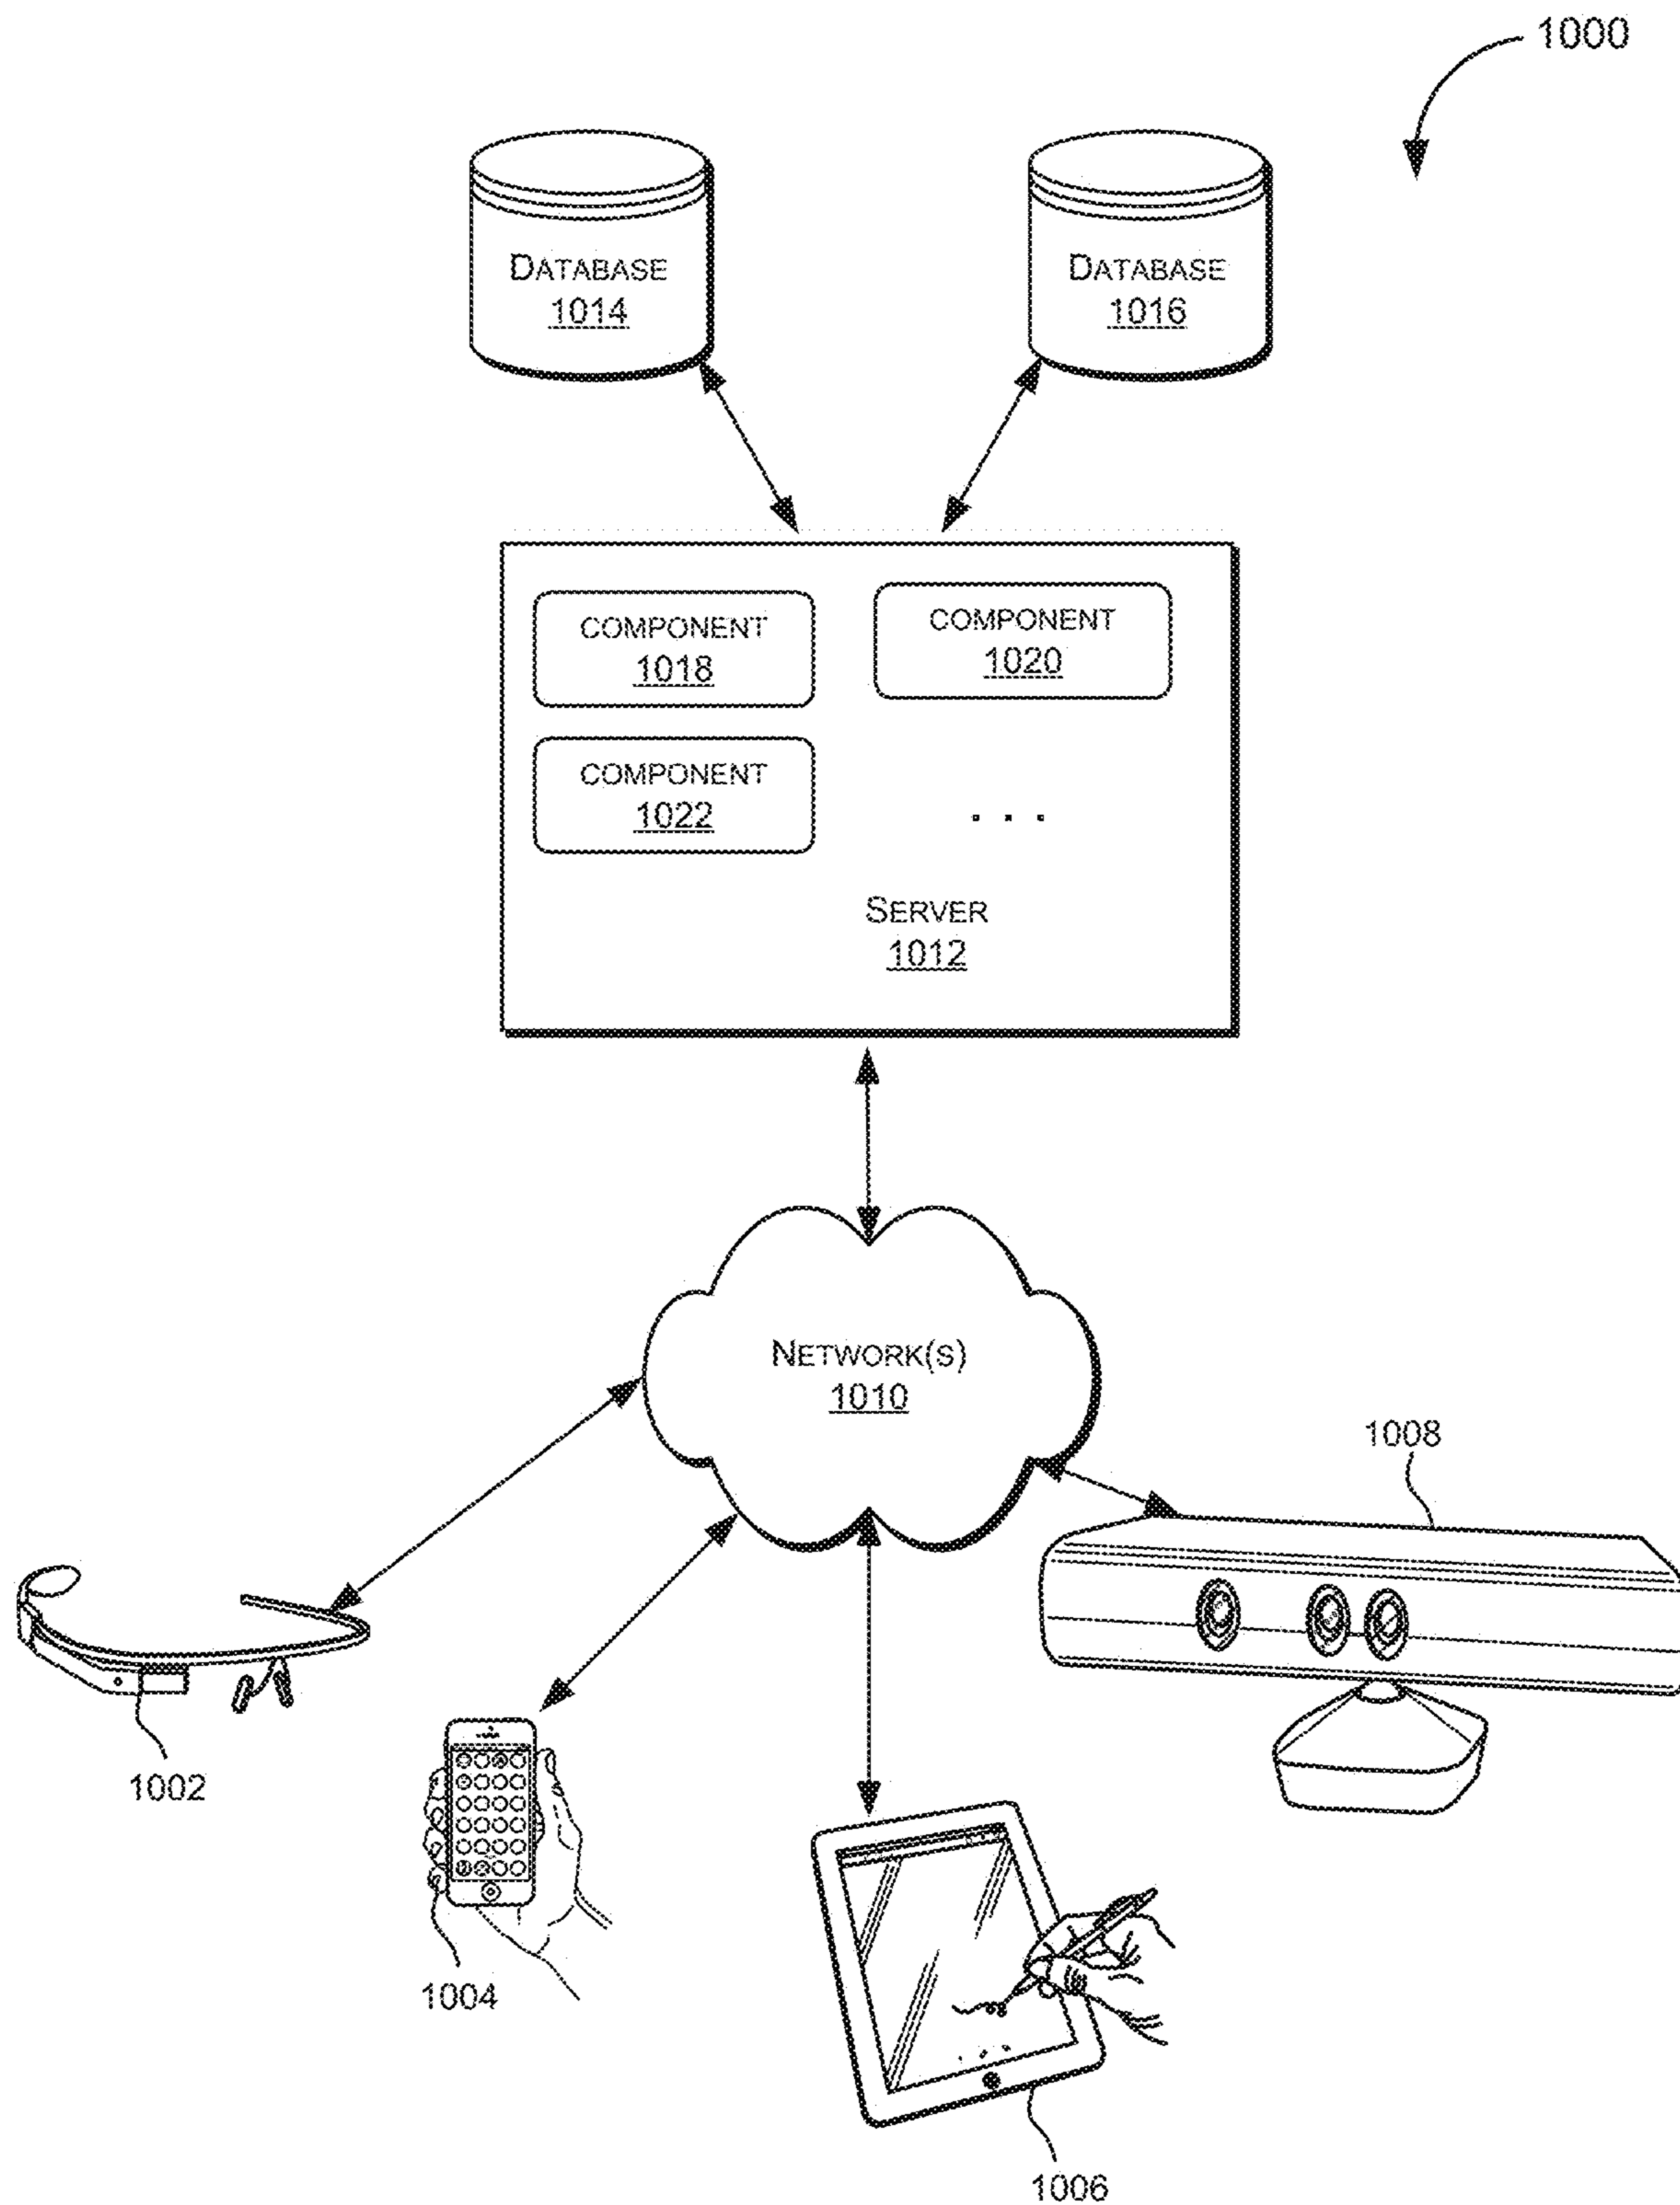 1000
DATABASE
1014
DATABASE
1016
COMPONENT
1018
COMPONENT
1020
COMPONENT
1022
. . .
SERVER
1012
NETWORK(S)
1010
1008
1002
1004
1006